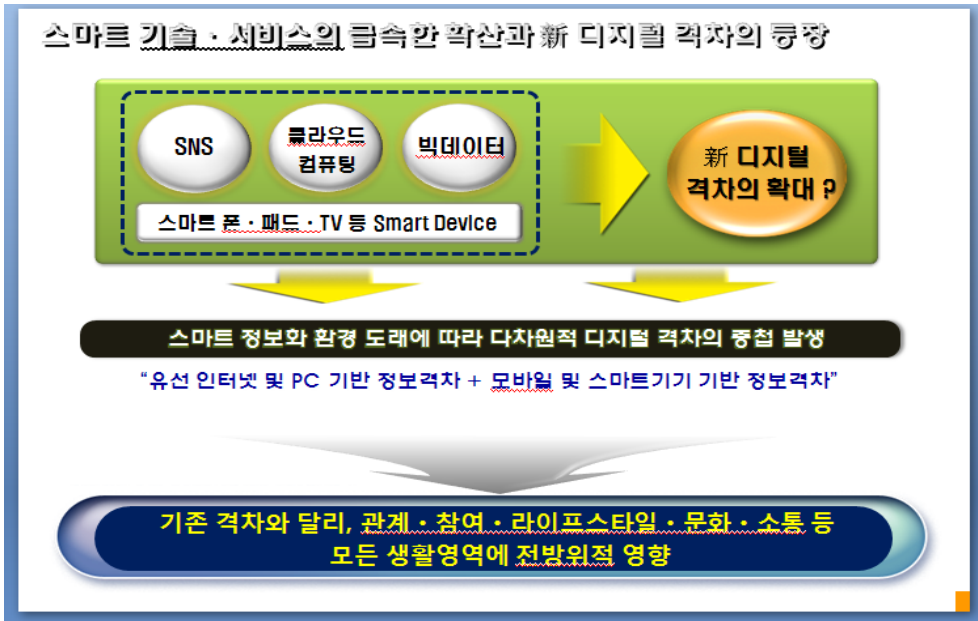 스마트 기술·서비스의 급속한 확산과 新 디지털 격차의 등장
SNS
클라우드
컴퓨팅
빅데이터
스마트 폰·패드·TV 등 Smart Device
新 디지털
격차의 확대 ?
스마트 정보화 환경 도래에 따라 다차원적 디지털 격차의 중첩 발생
“유선 인터넷 및 PC 기반 정보격차 + 모바일 및 스마트기기 기반 정보격차”
기존 격차와 달리, 관계·참여·라이프스타일·문화·소통 등
모든 생활영역에 전방위적 영향